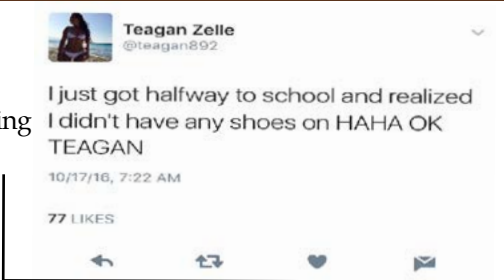 Teagan Zelle
@teagan892
I just got halfway to school and realized
ing I didn't have any shoes on HAHA OK
TEAGAN
10/17/16, 7:22 AM
77 LIKES